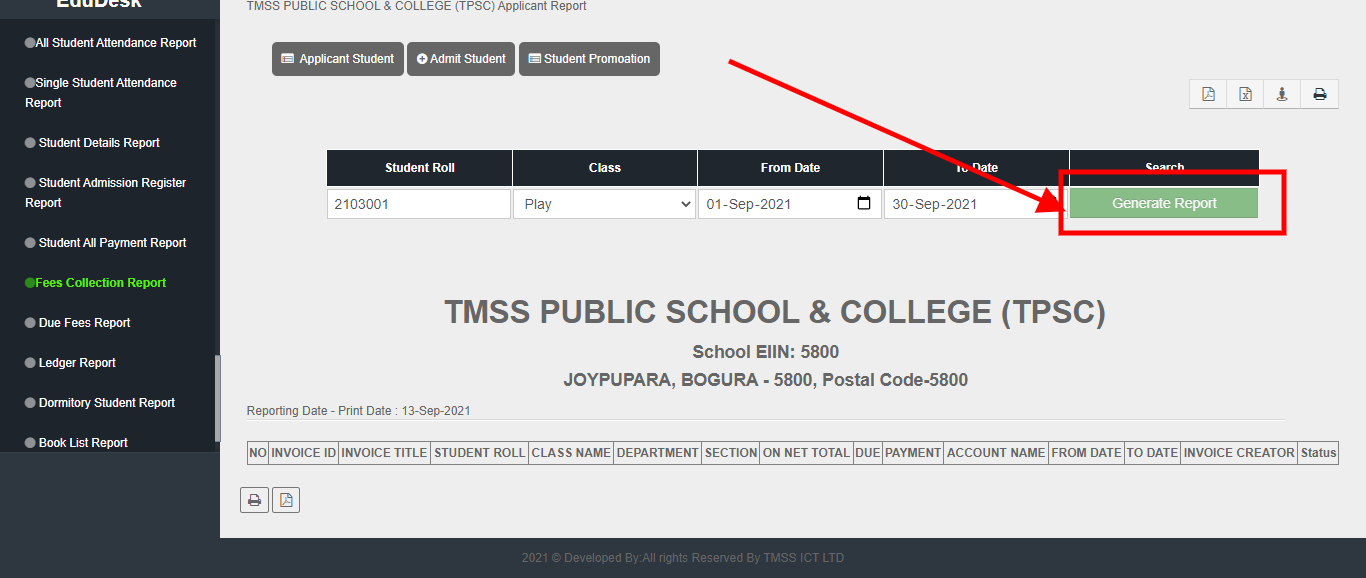 EduDesk
All Student Attendance Report
Single Student Attendance
Report
Student Details Report
Student Admission Register
Report
Student All Payment Report
Fees Collection Report
Due Fees Report
Ledger Report
Dormitory Student Report
Book List Report
TMSS PUBLIC SCHOOL & COLLEGE (TPSC) Applicant Report
Applicant Student Admit Student Student Promoation
Student Roll Class From Date To Date Search
2103001 Play 01-Sep-2021 30-Sep-2021 Generate Report
TMSS PUBLIC SCHOOL & COLLEGE (TPSC)
School EIIN: 5800
JOYPUPARA, BOGURA - 5800, Postal Code-5800
Reporting Date - Print Date : 13-Sep-2021
NO INVOICE ID INVOICE TITLE STUDENT ROLL CLASS NAME DEPARTMENT SECTION ON NET TOTAL DUE PAYMENT ACCOUNT NAME FROM DATE TO DATE INVOICE CREATOR Status
2021 © Developed By:All rights Reserved By TMSS ICT LTD